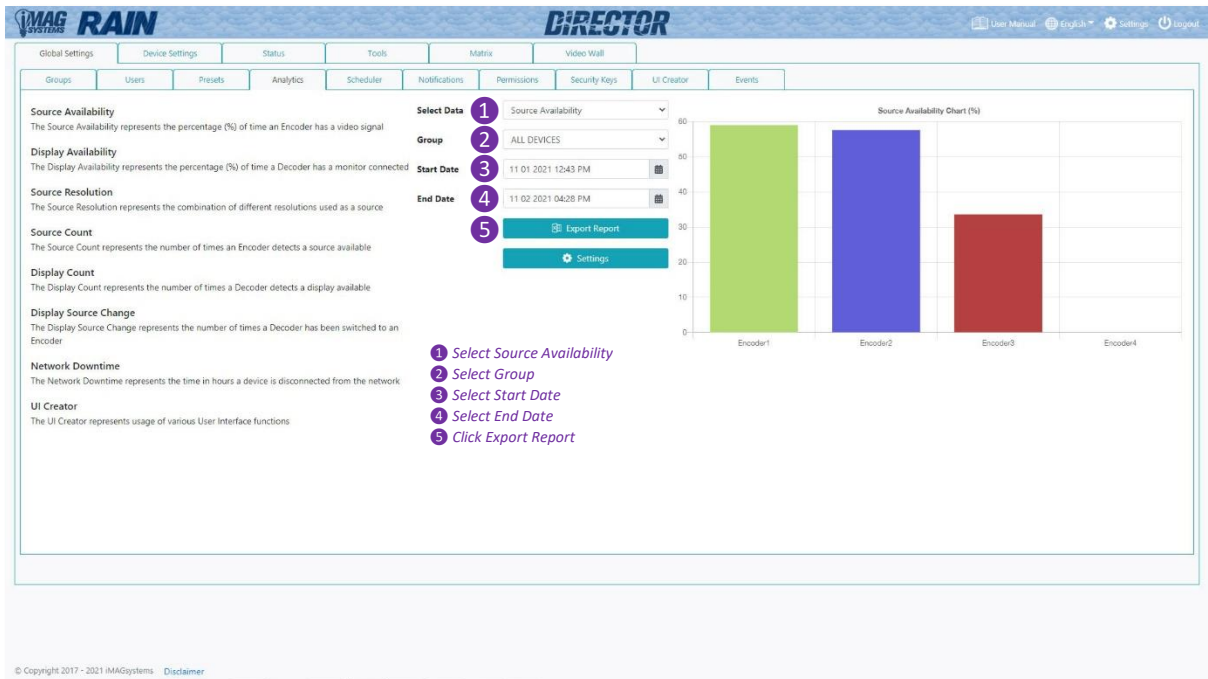 iMAG SYSTEMS RAIN
DiRECTOR
User Manual English Settings Logout
Global Settings Device Settings Status Tools Matrix Video Wall
Groups Users Presets Analytics Scheduler Notifications Permissions Security Keys UI Creator Events
Source Availability
The Source Availability represents the percentage (%) of time an Encoder has a video signal
Display Availability
The Display Availability represents the percentage (%) of time a Decoder has a monitor connected
Source Resolution
The Source Resolution represents the combination of different resolutions used as a source
Source Count
The Source Count represents the number of times an Encoder detects a source available
Display Count
The Display Count represents the number of times a Decoder detects a display available
Display Source Change
The Display Source Change represents the number of times a Decoder has been switched to an
Encoder
Network Downtime
The Network Downtime represents the time in hours a device is disconnected from the network
UI Creator
The UI Creator represents usage of various User Interface functions
Select Data 1 Source Availability
Group 2 ALL DEVICES
Start Date 3 11 01 2021 12:43 PM
End Date 4 11 02 2021 04:28 PM
5 Export Report
Settings
1 Select Source Availability
2 Select Group
3 Select Start Date
4 Select End Date
5 Click Export Report
Source Availability Chart (%)
60
50
40
30
20
10
0
Encoder1 Encoder2 Encoder3 Encoder4
© Copyright 2017 - 2021 iMAGsystems Disclaimer